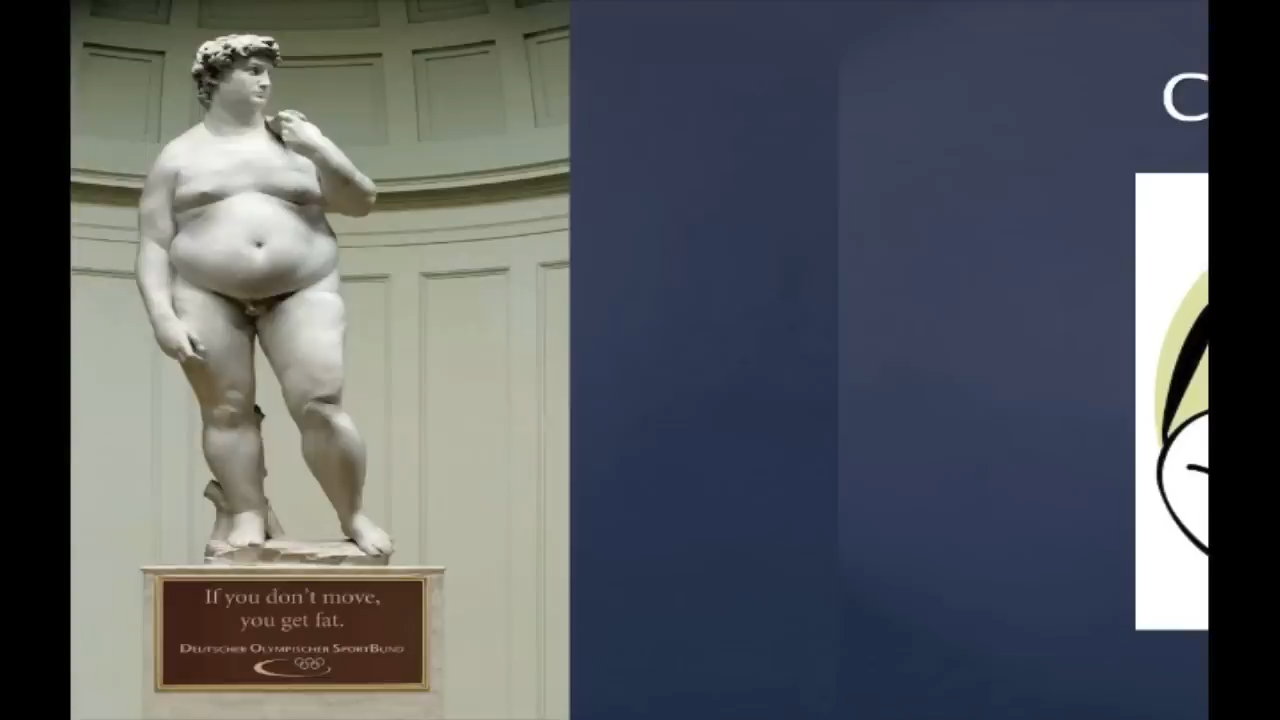 If you don't move,
you get fat.
DEUTSCHER OLYMPISCHER SPORTBUND
C